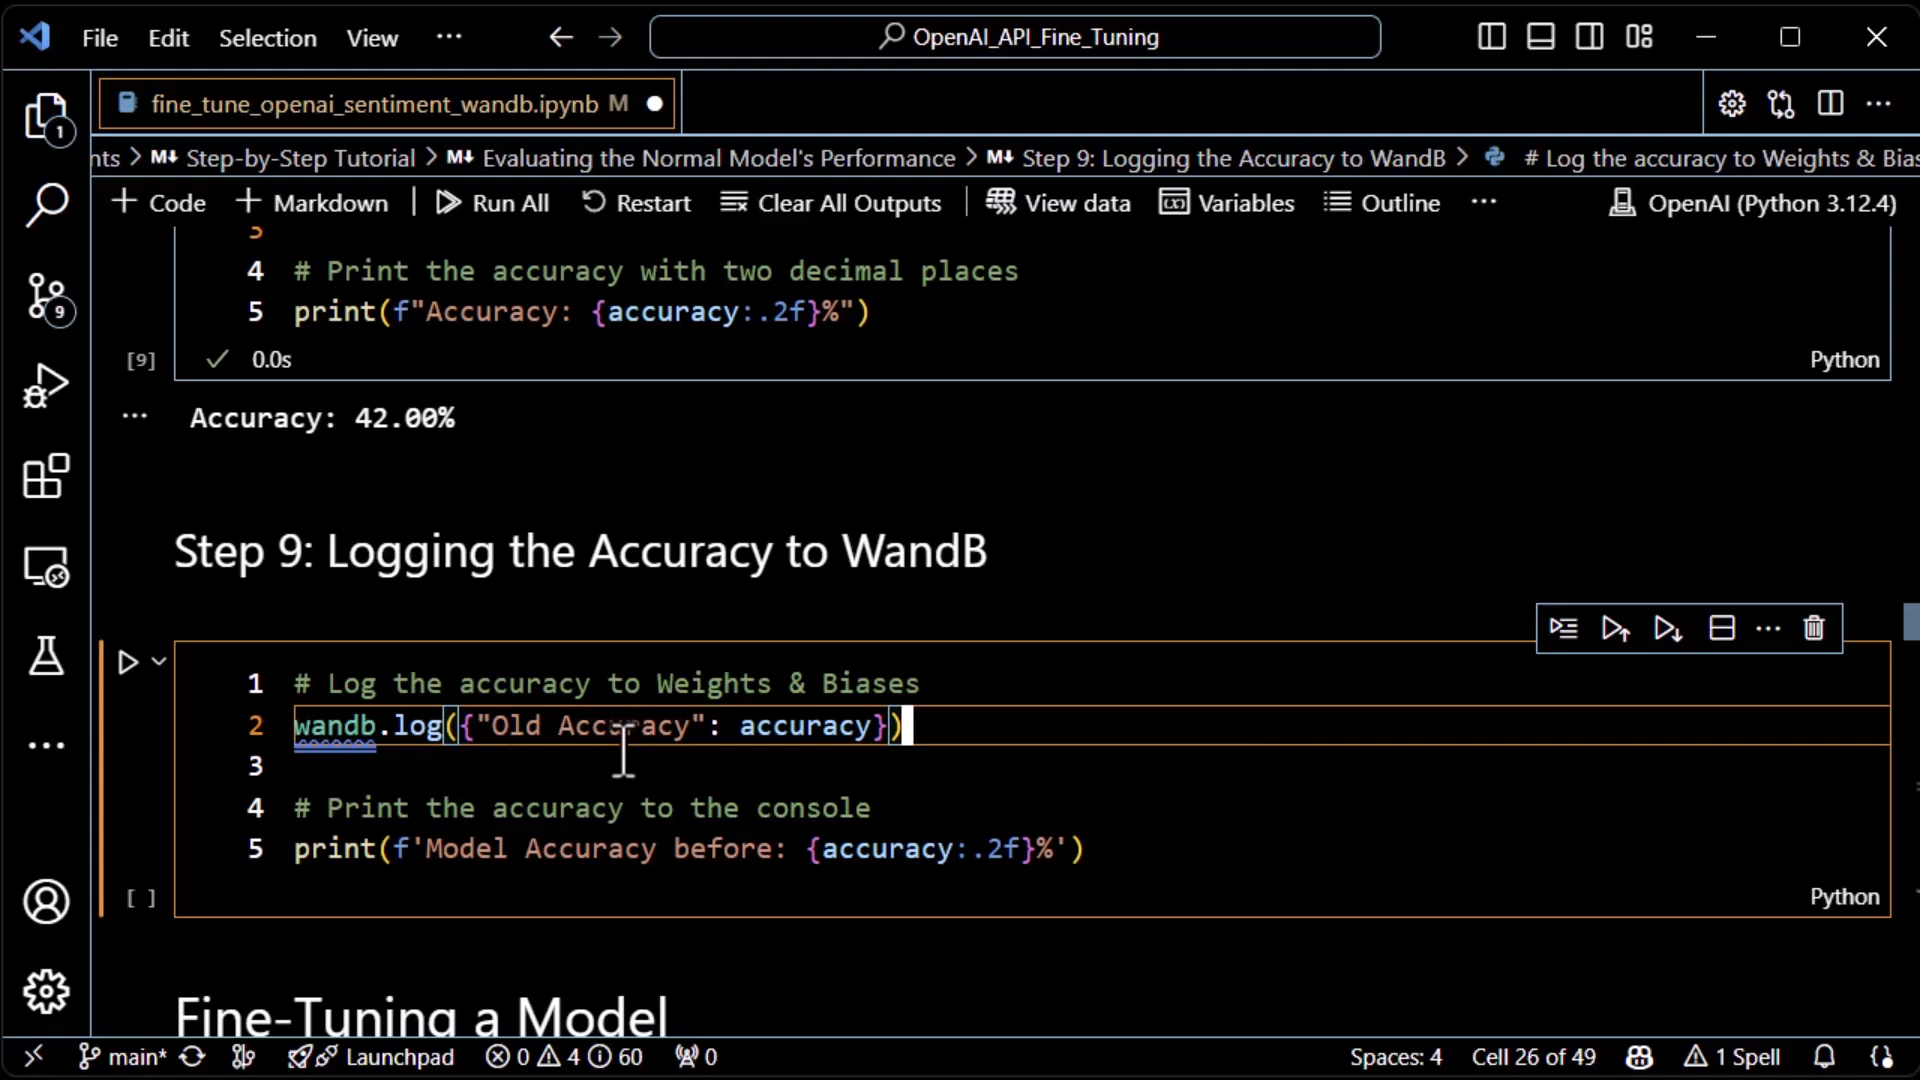 File Edit Selection View ··· OpenAI_API_Fine_Tuning
fine_tune_openai_sentiment_wandb.ipynb M
1
nts > M↓ Step-by-Step Tutorial > M↓ Evaluating the Normal Model's Performance > M↓ Step 9: Logging the Accuracy to WandB > # Log the accuracy to Weights & Bias
+ Code + Markdown Run All Restart Clear All Outputs View data Variables Outline ··· OpenAI (Python 3.12.4)
3
4 # Print the accuracy with two decimal places
5 print(f"Accuracy: {accuracy:.2f}%")
9
[9] ✓ 0.0s Python
Accuracy: 42.00%
Step 9: Logging the Accuracy to WandB
1 # Log the accuracy to Weights & Biases
2 wandb.log({"Old Accuracy": accuracy})
3
4 # Print the accuracy to the console
5 print(f'Model Accuracy before: {accuracy:.2f}%')
[ ] Python
Fine-Tuning a Model
main* Launchpad 0 4 60 0 Spaces: 4 Cell 26 of 49 1 Spell